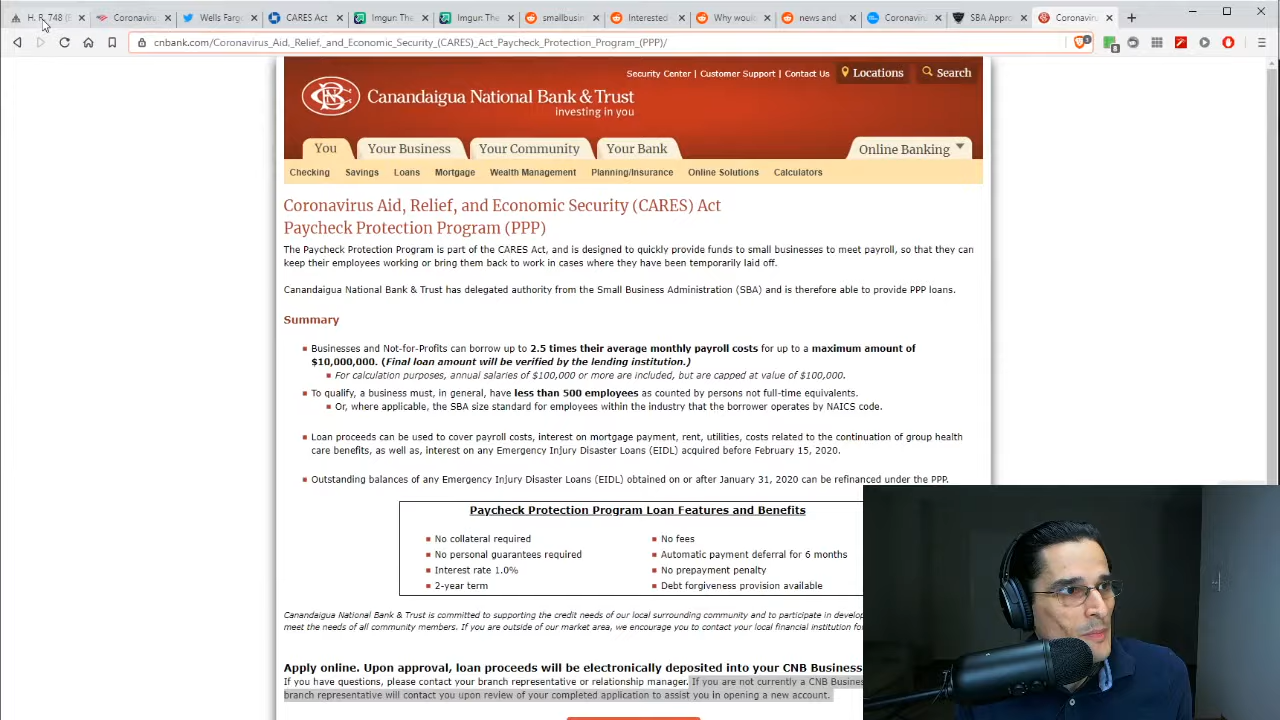 H. R. 748 (
Coronaviru
Wells Farg
CARES Act
Imgur: The
Imgur: The
smallbusin
Interested
Why would
news and
Coronaviru
SBA Appro
Coronaviru
cnbank.com/Coronavirus_Aid,_Relief,_and_Economic_Security_(CARES)_Act_Paycheck_Protection_Program_(PPP)/
Security Center | Customer Support | Contact Us
Locations
Search
CNB
Canandaigua National Bank & Trust
investing in you
You
Your Business
Your Community
Your Bank
Online Banking
Checking Savings Loans Mortgage Wealth Management Planning/Insurance Online Solutions Calculators
Coronavirus Aid, Relief, and Economic Security (CARES) Act
Paycheck Protection Program (PPP)
The Paycheck Protection Program is part of the CARES Act, and is designed to quickly provide funds to small businesses to meet payroll, so that they can
keep their employees working or bring them back to work in cases where they have been temporarily laid off.
Canandaigua National Bank & Trust has delegated authority from the Small Business Administration (SBA) and is therefore able to provide PPP loans.
Summary
Businesses and Not-for-Profits can borrow up to 2.5 times their average monthly payroll costs for up to a maximum amount of
$10,000,000. (Final loan amount will be verified by the lending institution.)
For calculation purposes, annual salaries of $100,000 or more are included, but are capped at value of $100,000.
To qualify, a business must, in general, have less than 500 employees as counted by persons not full-time equivalents.
Or, where applicable, the SBA size standard for employees within the industry that the borrower operates by NAICS code.
Loan proceeds can be used to cover payroll costs, interest on mortgage payment, rent, utilities, costs related to the continuation of group health
care benefits, as well as, interest on any Emergency Injury Disaster Loans (EIDL) acquired before February 15, 2020.
Outstanding balances of any Emergency Injury Disaster Loans (EIDL) obtained on or after January 31, 2020 can be refinanced under the PPP.
Paycheck Protection Program Loan Features and Benefits
No collateral required
No personal guarantees required
Interest rate 1.0%
2-year term
No fees
Automatic payment deferral for 6 months
No prepayment penalty
Debt forgiveness provision available
Canandaigua National Bank & Trust is committed to supporting the credit needs of our local surrounding community and to participate in develop
meet the needs of all community members. If you are outside of our market area, we encourage you to contact your local financial institution fo
Apply online. Upon approval, loan proceeds will be electronically deposited into your CNB Business
If you have questions, please contact your branch representative or relationship manager. If you are not currently a CNB Busines
branch representative will contact you upon review of your completed application to assist you in opening a new account.